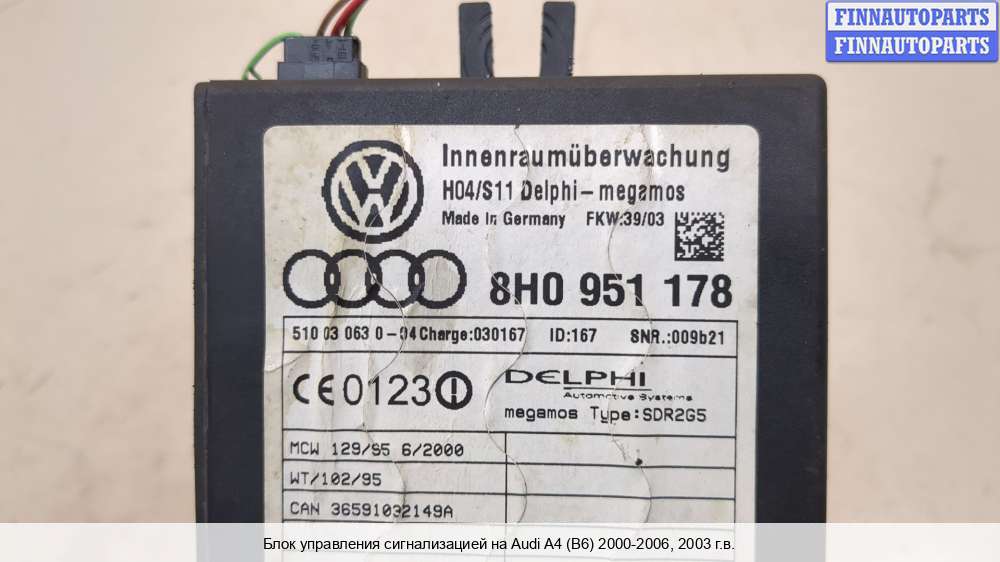 FINNAUTOPARTS
FINNAUTOPARTS
Innenraumüberwachung
H04/S11 Delphi-megamos
Made in Germany FKW:39/03
8H0 951 178
510 03 063 0-04 Charge:030167 ID:167 SNR.:009b21
CE 0123
DELPHI
Automotive Systems
megamos Type:SDR2G5
MCW 129/95 6/2000
WT/102/95
CAN 36591032149A
Блок управления сигнализацией на Audi A4 (B6) 2000-2006, 2003 г.в.